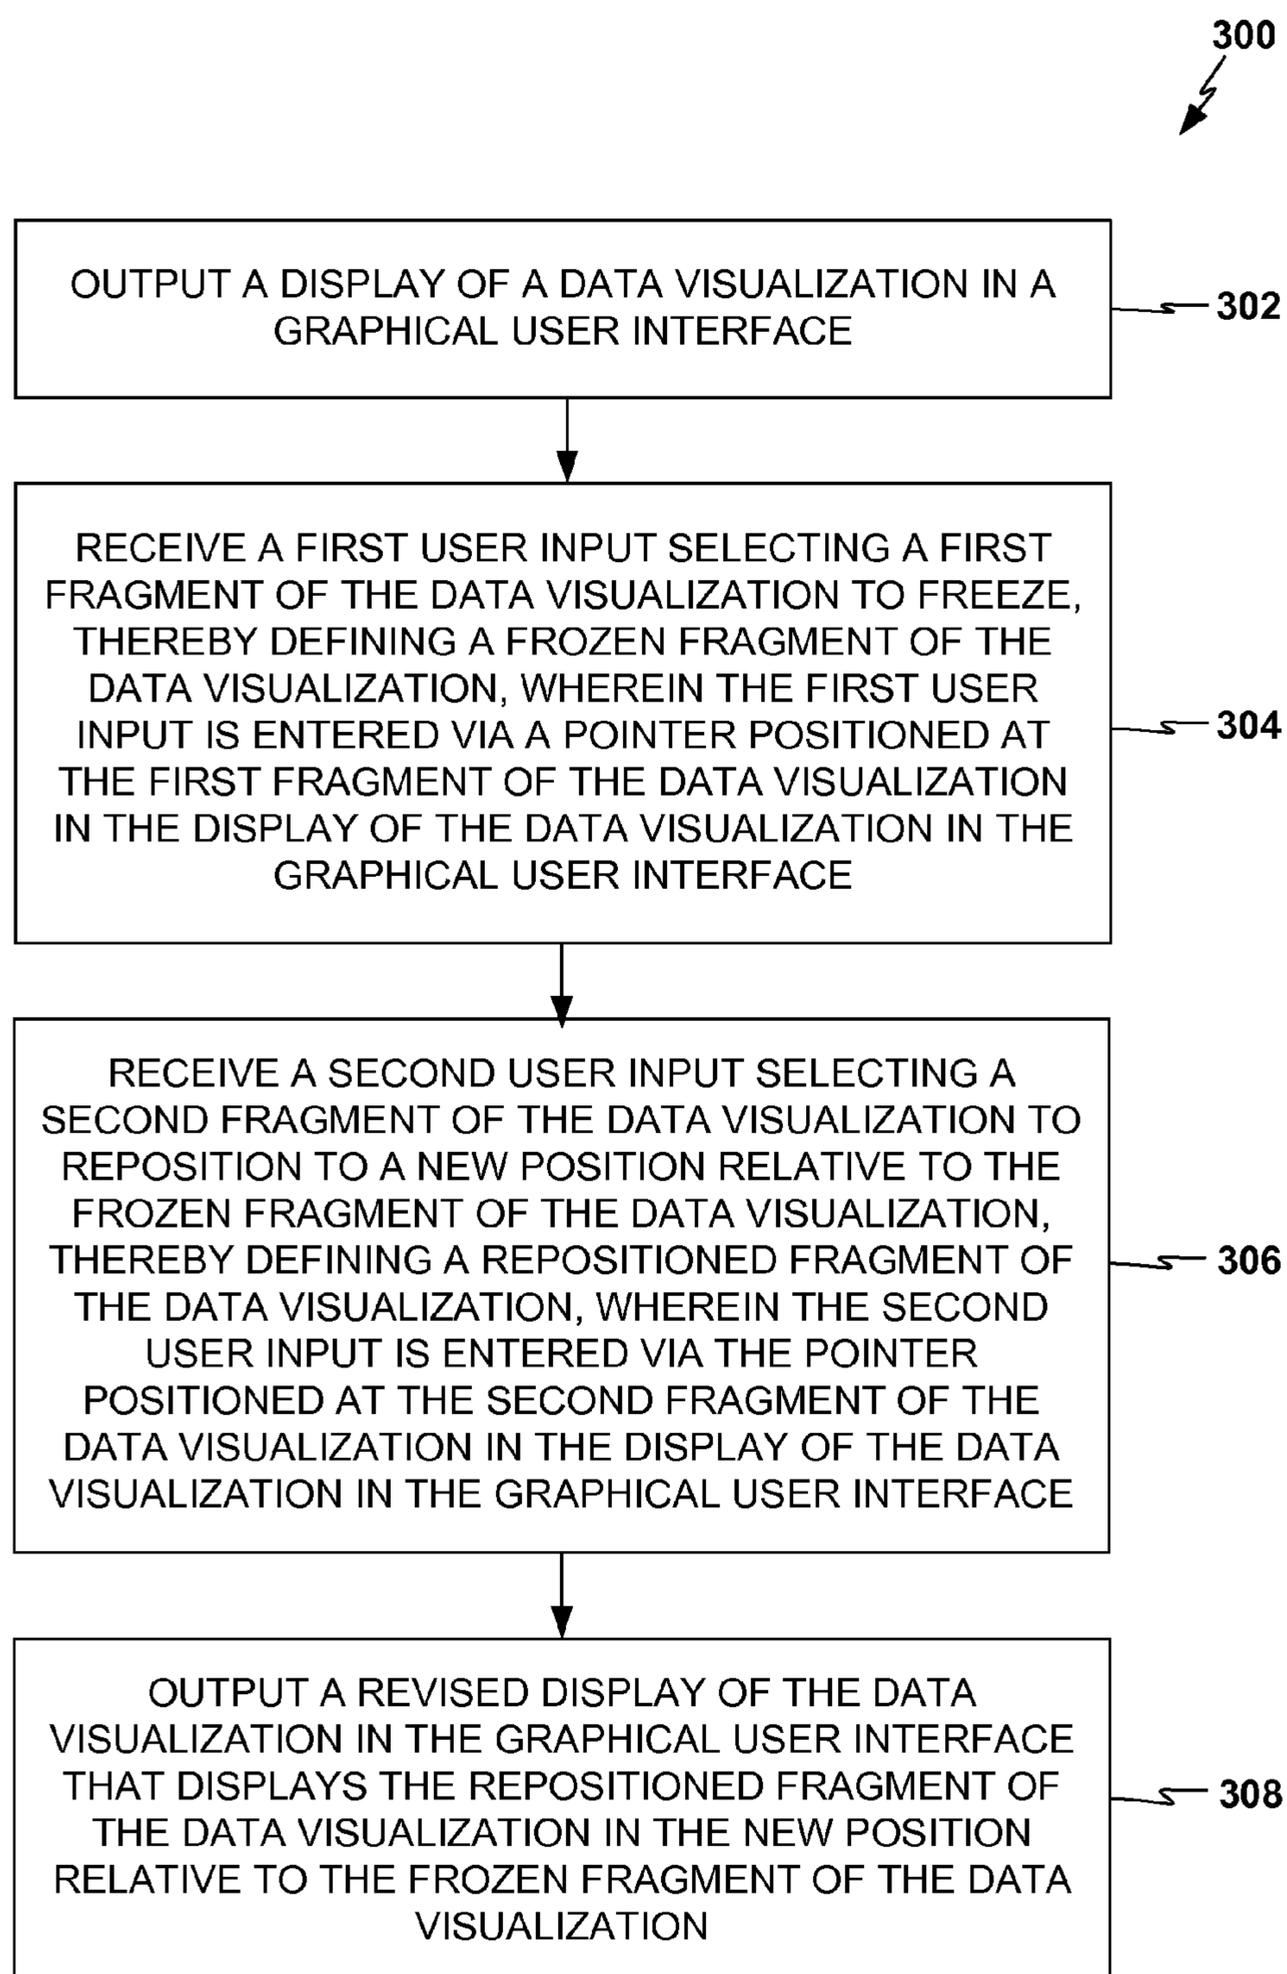 300
OUTPUT A DISPLAY OF A DATA VISUALIZATION IN A
GRAPHICAL USER INTERFACE
302
RECEIVE A FIRST USER INPUT SELECTING A FIRST
FRAGMENT OF THE DATA VISUALIZATION TO FREEZE,
THEREBY DEFINING A FROZEN FRAGMENT OF THE
DATA VISUALIZATION, WHEREIN THE FIRST USER
INPUT IS ENTERED VIA A POINTER POSITIONED AT
THE FIRST FRAGMENT OF THE DATA VISUALIZATION
IN THE DISPLAY OF THE DATA VISUALIZATION IN THE
GRAPHICAL USER INTERFACE
304
RECEIVE A SECOND USER INPUT SELECTING A
SECOND FRAGMENT OF THE DATA VISUALIZATION TO
REPOSITION TO A NEW POSITION RELATIVE TO THE
FROZEN FRAGMENT OF THE DATA VISUALIZATION,
THEREBY DEFINING A REPOSITIONED FRAGMENT OF
THE DATA VISUALIZATION, WHEREIN THE SECOND
USER INPUT IS ENTERED VIA THE POINTER
POSITIONED AT THE SECOND FRAGMENT OF THE
DATA VISUALIZATION IN THE DISPLAY OF THE DATA
VISUALIZATION IN THE GRAPHICAL USER INTERFACE
306
OUTPUT A REVISED DISPLAY OF THE DATA
VISUALIZATION IN THE GRAPHICAL USER INTERFACE
THAT DISPLAYS THE REPOSITIONED FRAGMENT OF
THE DATA VISUALIZATION IN THE NEW POSITION
RELATIVE TO THE FROZEN FRAGMENT OF THE DATA
VISUALIZATION
308